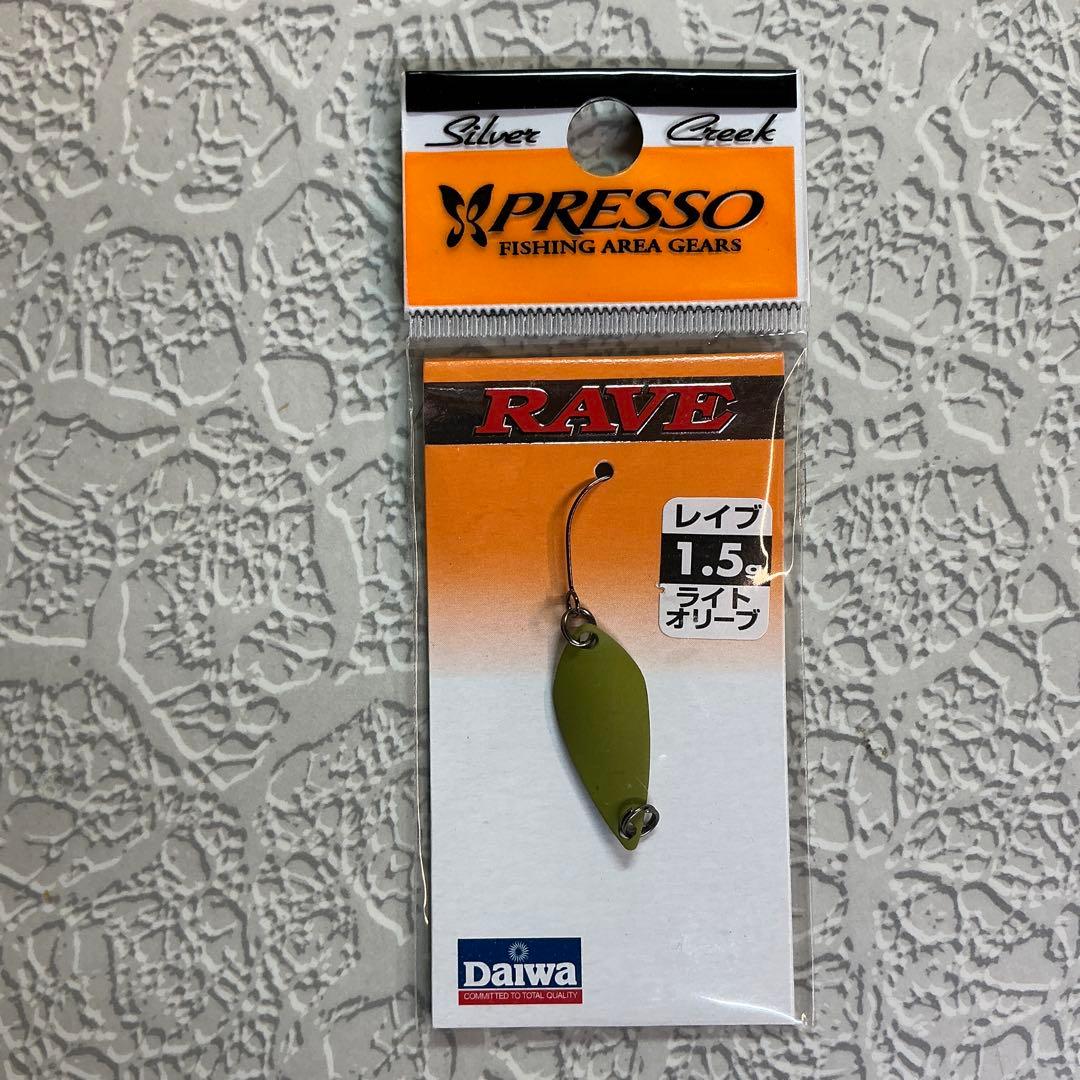 Silver Creek
PRESSO
FISHING AREA GEARS
RAVE
レイブ
1.5g
ライト
オリーブ
Daiwa
COMMITTED TO TOTAL QUALITY